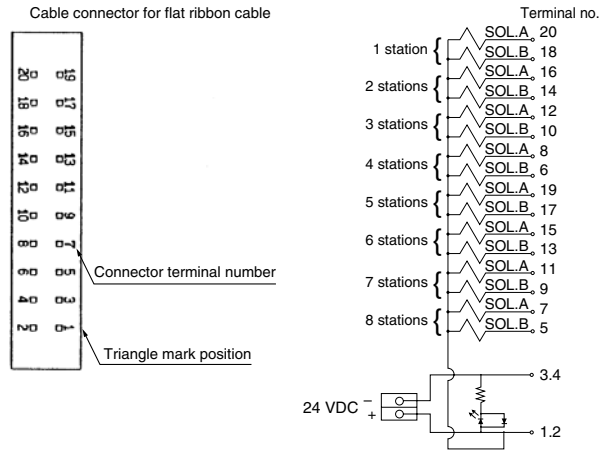 Cable connector for flat ribbon cable
20 19
18 17
16 15
14 13
12 11
10 9
8 7
6 5
4 3
2 1
Connector terminal number
Triangle mark position
Terminal no.
1 station { SOL.A 20
SOL.B 18
2 stations { SOL.A 16
SOL.B 14
3 stations { SOL.A 12
SOL.B 10
4 stations { SOL.A 8
SOL.B 6
5 stations { SOL.A 19
SOL.B 17
6 stations { SOL.A 15
SOL.B 13
7 stations { SOL.A 11
SOL.B 9
8 stations { SOL.A 7
SOL.B 5
3.4
24 VDC −
+
1.2